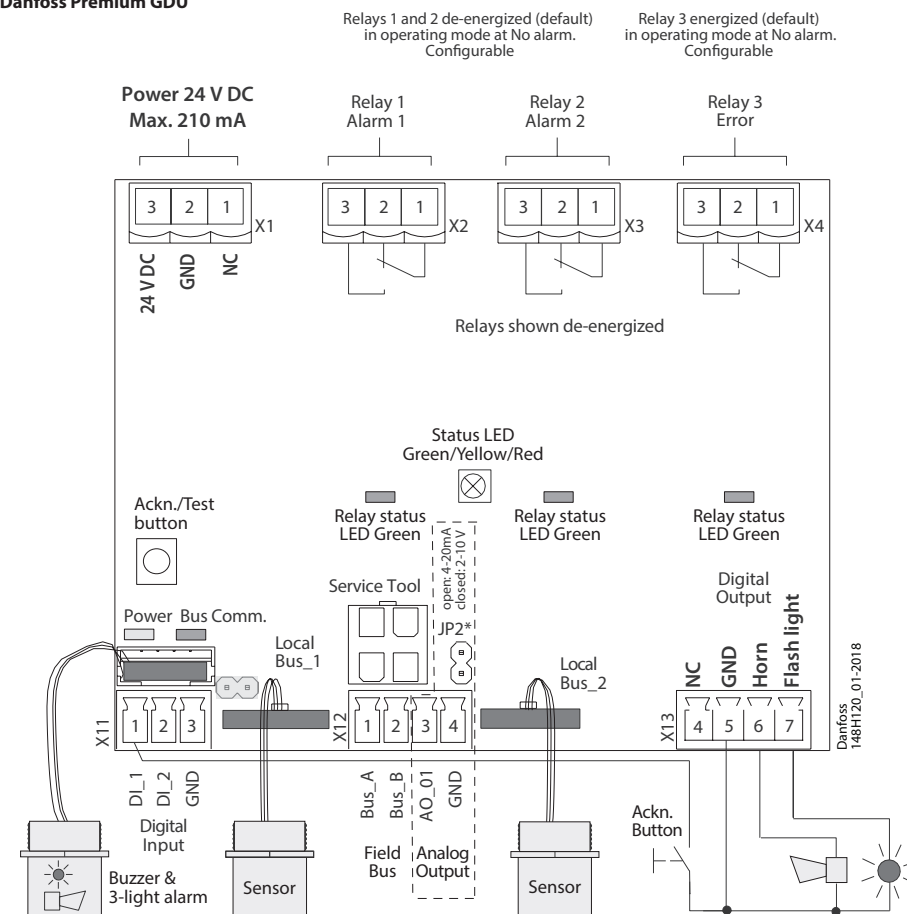 Danfoss Premium GDU
Relays 1 and 2 de-energized (default)
in operating mode at No alarm.
Configurable
Relay 3 energized (default)
in operating mode at No alarm.
Configurable
Power 24 V DC
Max. 210 mA
Relay 1
Alarm 1
Relay 2
Alarm 2
Relay 3
Error
3 2 1 X1
3 2 1 X2
3 2 1 X3
3 2 1 X4
24 V DC
GND
NC
Relays shown de-energized
Status LED
Green/Yellow/Red
Ackn./Test
button
Relay status
LED Green
Relay status
LED Green
Relay status
LED Green
open: 4-20mA
closed: 2-10 V
Service Tool
Digital
Output
Power Bus Comm.
JP2*
Local
Bus_1
Local
Bus_2
NC
GND
Horn
Flash light
X11 1 2 3
X12 1 2 3 4
X13 4 5 6 7
Danfoss
148H120_01-2018
DI_1
DI_2
GND
Bus_A
Bus_B
AO_01
GND
Digital
Input
Field
Bus
Analog
Output
Ackn.
Button
Buzzer &
3-light alarm
Sensor
Sensor